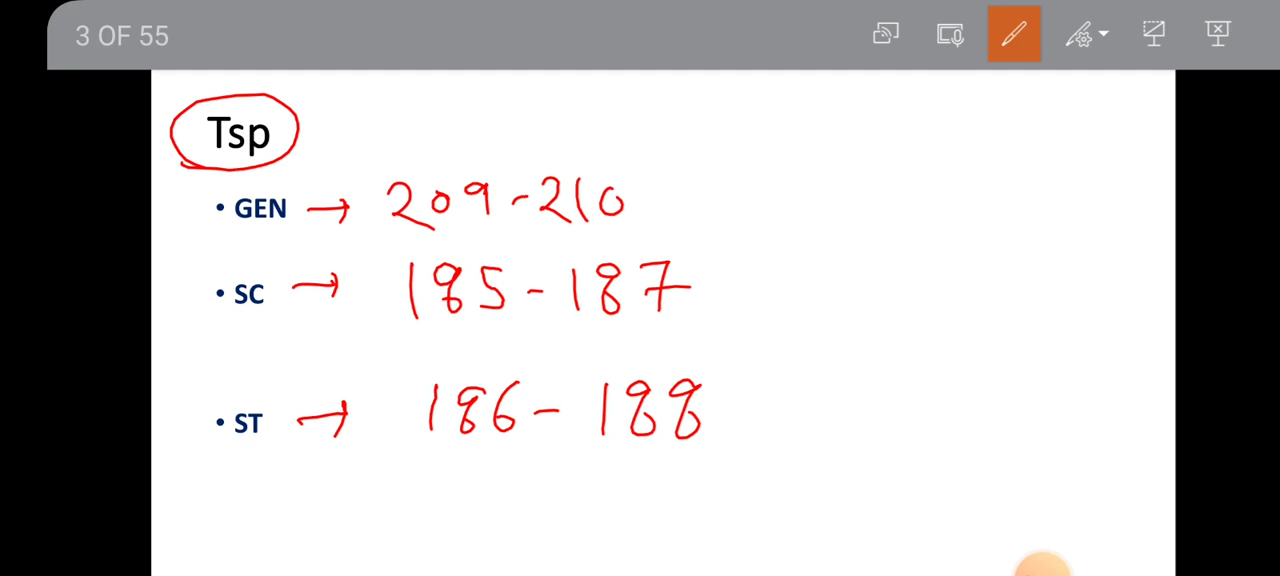 3 OF 55
Tsp
• GEN → 209-210
• SC → 185-187
• ST → 186-188